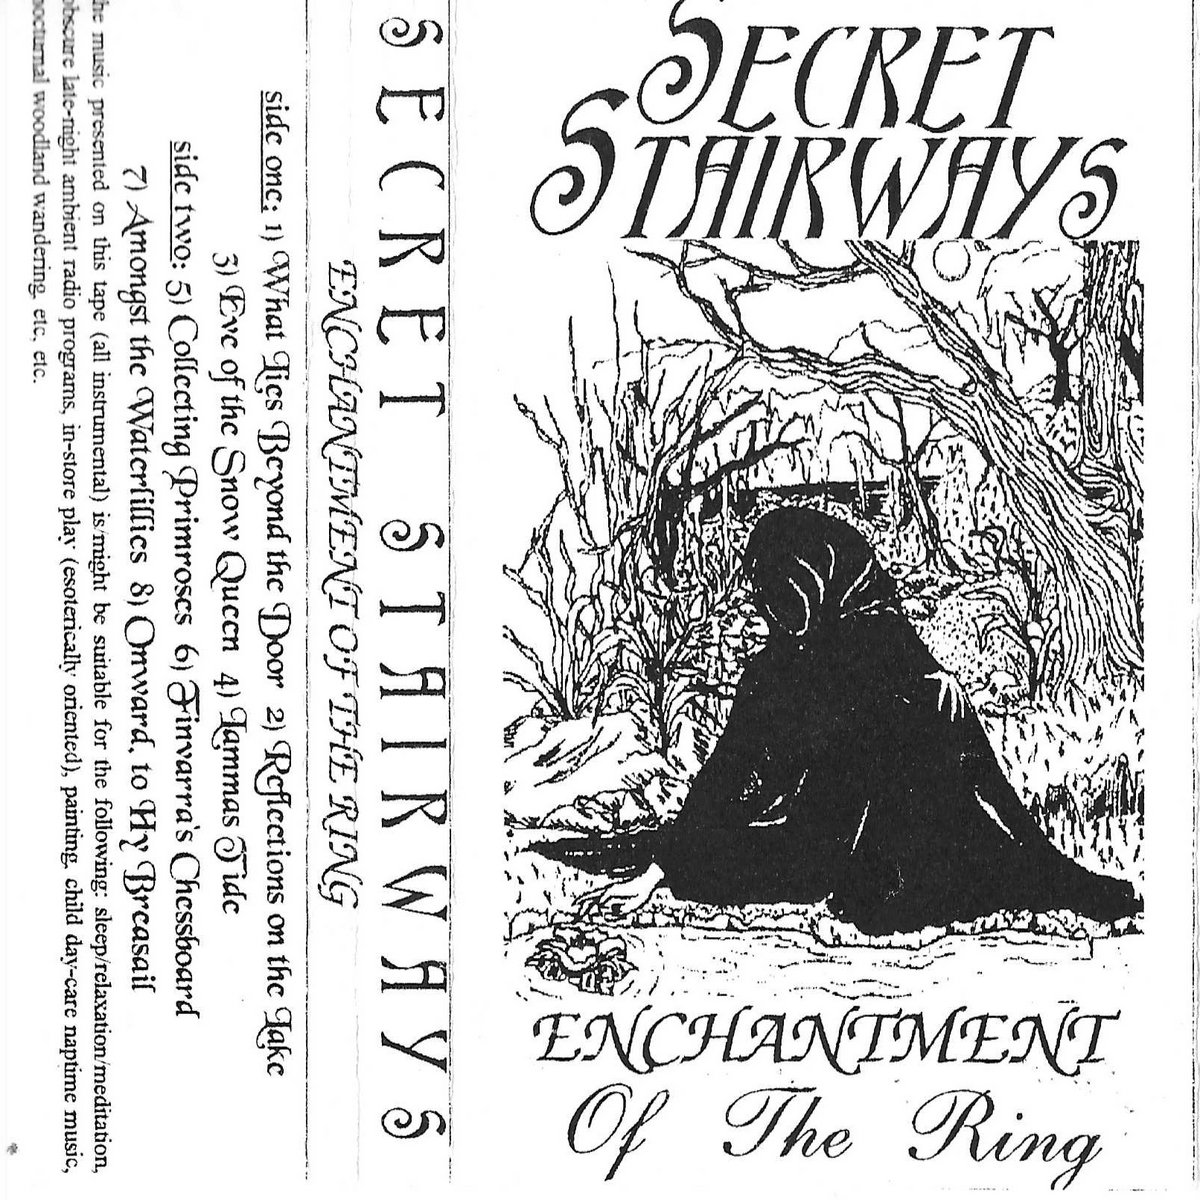 SECRET
STAIRWAYS
ENCHANTMENT
Of The Ring
SECRET STAIRWAYS
ENCHANTMENT OF THE RING
side one: 1) What Lies Beyond the Door 2) Reflections on the Lake
3) Eve of the Snow Queen 4) Lammas Tide
side two: 5) Collecting Primroses 6) Finvarra's Chessboard
7) Amongst the Waterlillies 8) Onward, to Hy Breasail
the music presented on this tape (all instrumental) is/might be suitable for the following: sleep/relaxation/meditation,
obscure late-night ambient radio programs, in-store play (esoterically oriented), painting, child day-care naptime music,
nocturnal woodland wandering, etc, etc.